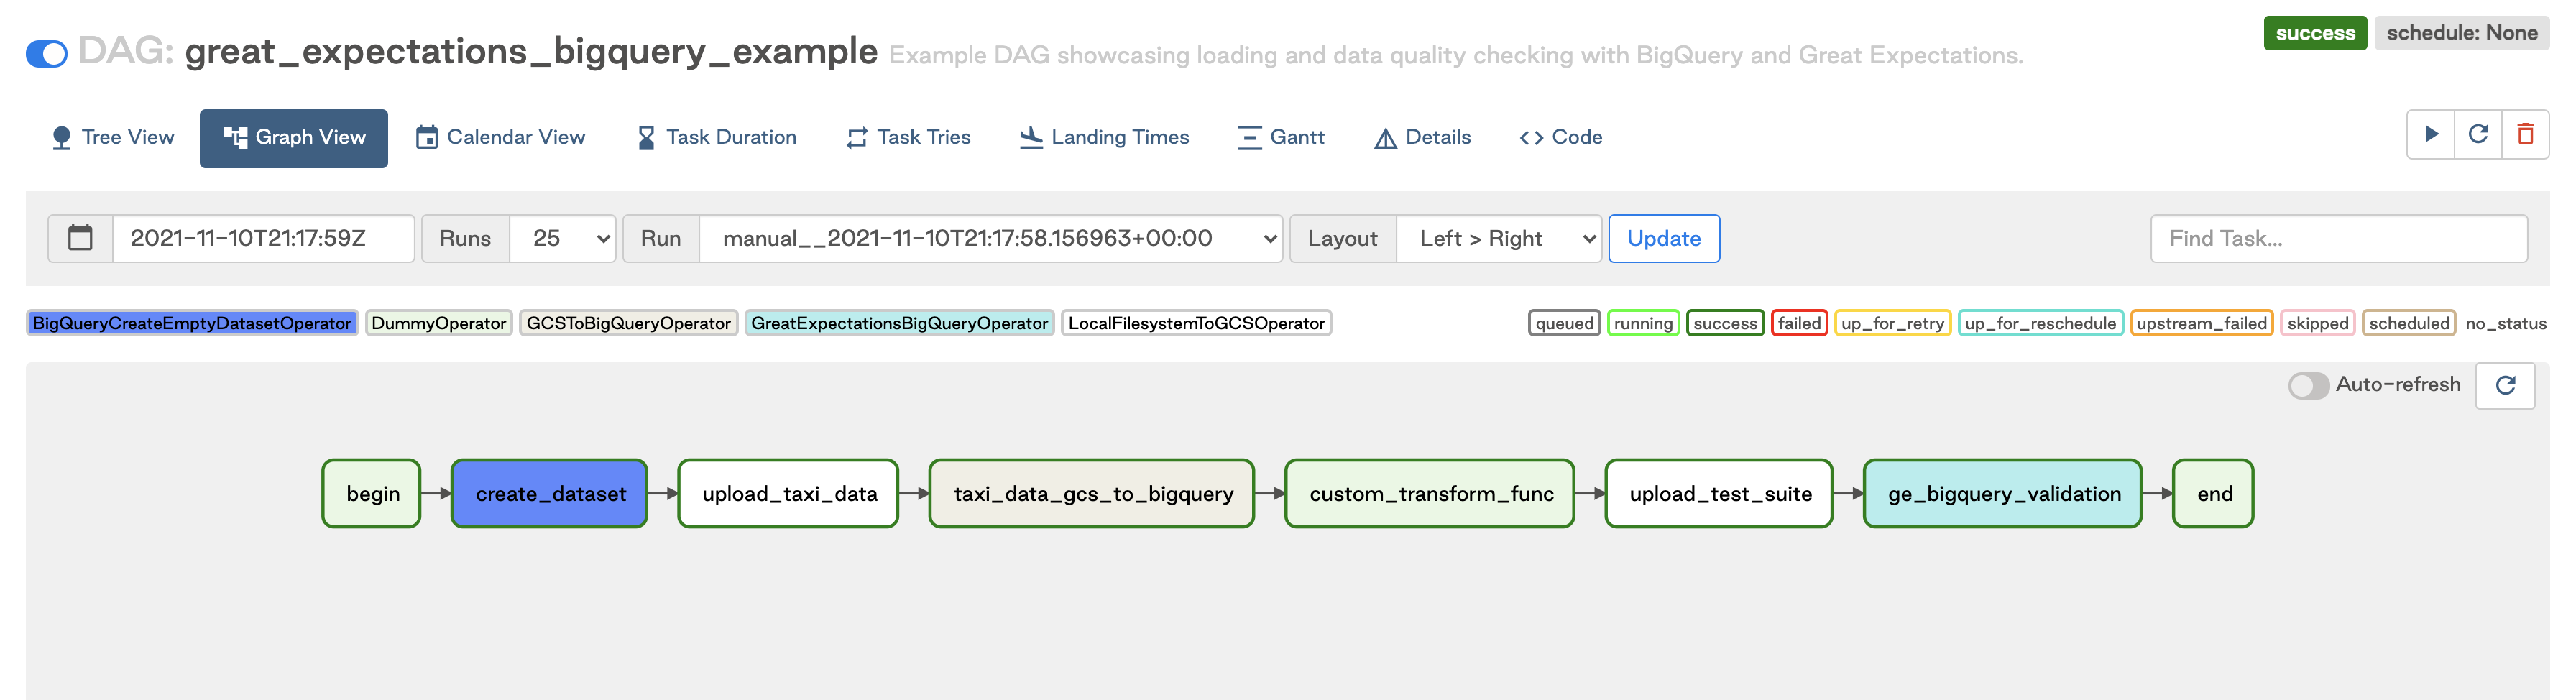 success schedule: None
DAG: great_expectations_bigquery_example Example DAG showcasing loading and data quality checking with BigQuery and Great Expectations.
Tree View Graph View Calendar View Task Duration Task Tries Landing Times Gantt Details <> Code
2021-11-10T21:17:59Z Runs 25 Run manual__2021-11-10T21:17:58.156963+00:00 Layout Left > Right Update Find Task...
BigQueryCreateEmptyDatasetOperator DummyOperator GCSToBigQueryOperator GreatExpectationsBigQueryOperator LocalFilesystemToGCSOperator queued running success failed up_for_retry up_for_reschedule upstream_failed skipped scheduled no_status
Auto-refresh
begin create_dataset upload_taxi_data taxi_data_gcs_to_bigquery custom_transform_func upload_test_suite ge_bigquery_validation end